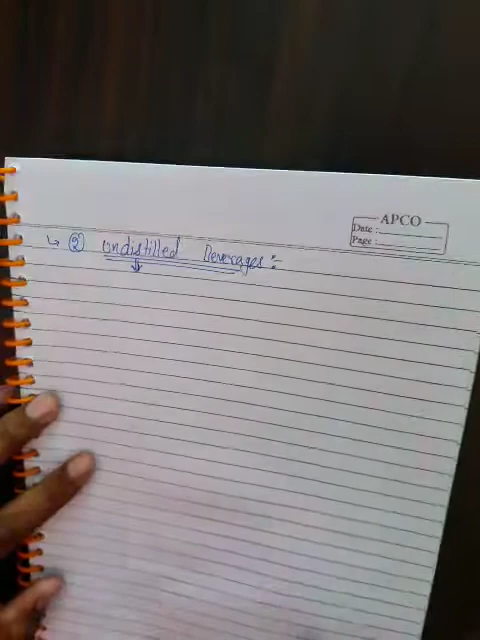 APCO
Date :
Page :
↳ ② Undistilled Beverages :-
↓